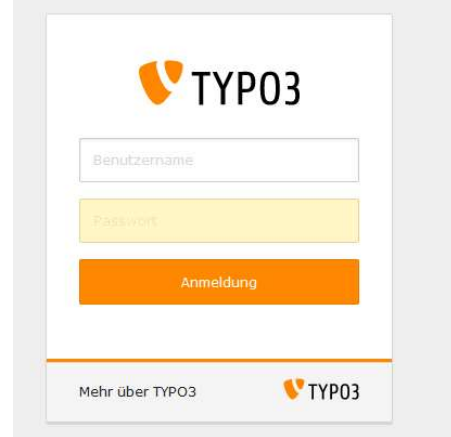 TYPO3
Benutzername
Passwort
Anmeldung
Mehr über TYPO3
TYPO3